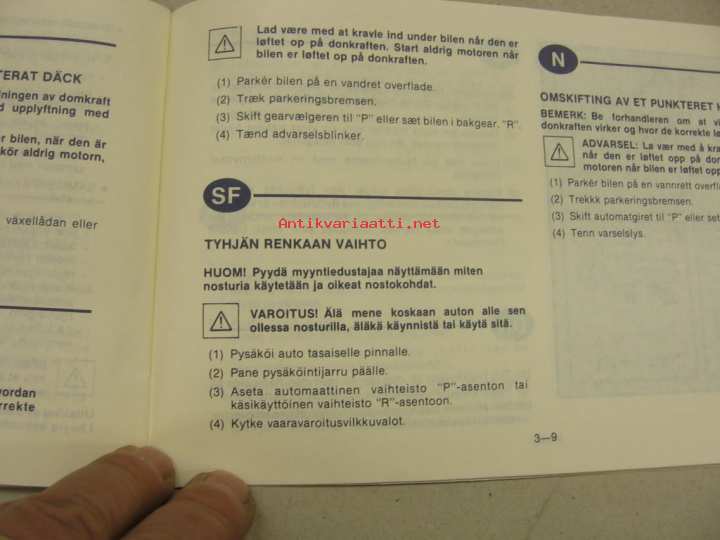 TERAT DÄCK
ningen av domkraft
d upplyftning med
er bilen, när den är
kör aldrig motorn,
växellådan eller
vordan
rrekte
Lad være med at kravle ind under bilen når den er
løftet op på donkraften. Start aldrig motoren når
bilen er løftet op på donkraften.
(1) Parkér bilen på en vandret overflade.
(2) Træk parkeringsbremsen.
(3) Skift gearvælgeren til "P" eller sæt bilen i bakgear. "R".
(4) Tænd advarselsblinker.
SF
Antikvariaatti.net
TYHJÄN RENKAAN VAIHTO
HUOM! Pyydä myyntiedustajaa näyttämään miten
nosturia käytetään ja oikeat nostokohdat.
VAROITUS! Älä mene koskaan auton alle sen
ollessa nosturilla, äläkä käynnistä tai käytä sitä.
(1) Pysäköi auto tasaiselle pinnalle.
(2) Pane pysäköintijarru päälle.
(3) Aseta automaattinen vaihteisto "P"-asenton tai
käsikäyttöinen vaihteisto "R"-asentoon.
(4) Kytke vaaravaroitusvilkkuvalot.
3—9
N
OMSKIFTING AV ET PUNKTERET
BEMERK: Be forhandleren om at vi
donkraften virker og hvor de korrekte lø
ADVARSEL: La vær med å kra
når den er løftet opp på don
motoren når bilen er løftet opp
(1) Parkér bilen på en vannrett overfla
(2) Trekkk parkeringsbremsen.
(3) Skift automatgiret til "P" eller set
(4) Tenn varselslys.